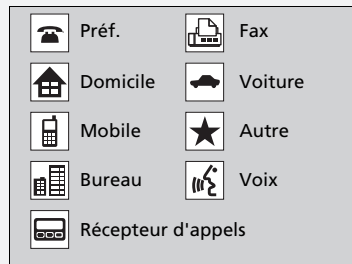 Préf. Fax
Domicile Voiture
Mobile Autre
Bureau Voix
Récepteur d'appels